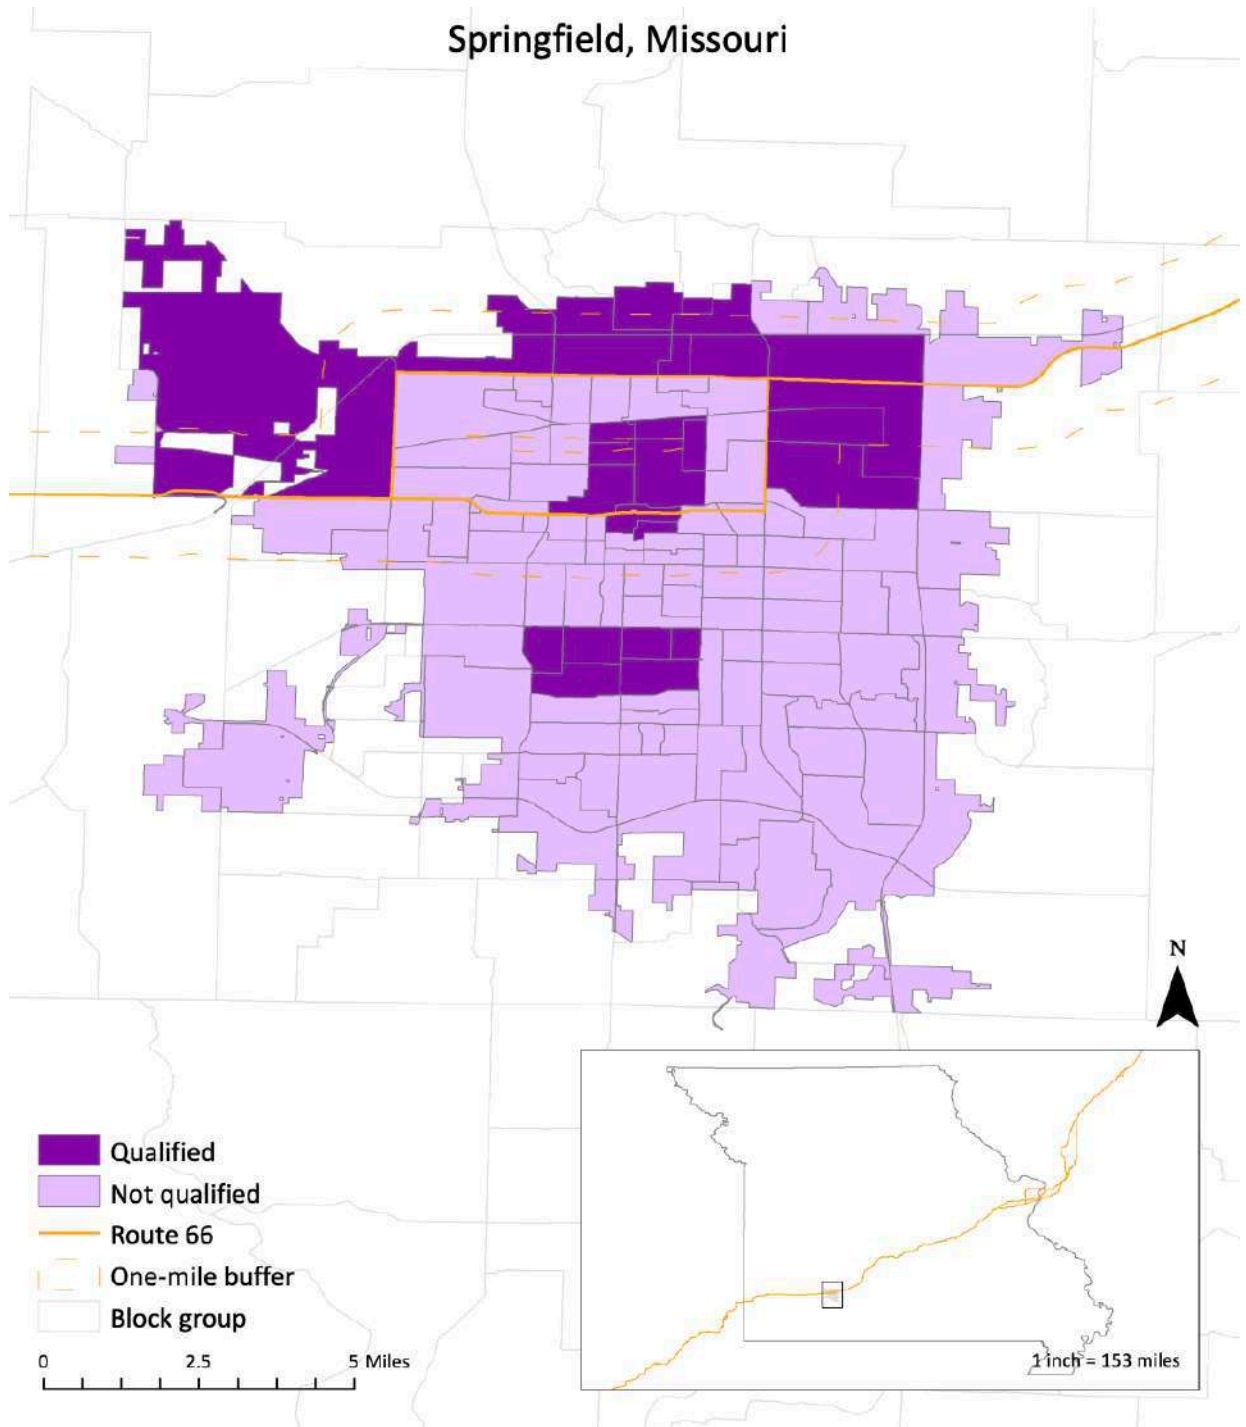 Springfield, Missouri
N
Qualified
Not qualified
Route 66
One-mile buffer
Block group
0 2.5 5 Miles
1 inch = 153 miles